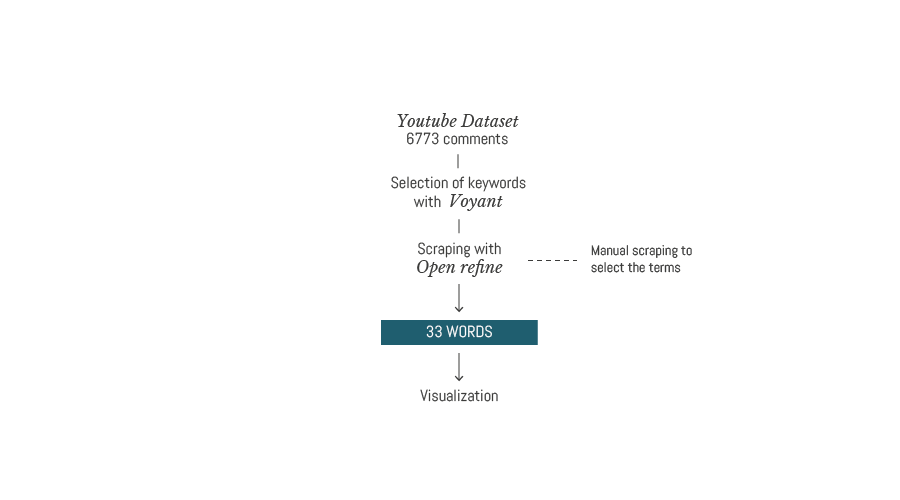 Youtube Dataset
6773 comments
Selection of keywords
with Voyant
Scraping with
Open refine
Manual scraping to
select the terms
33 WORDS
Visualization